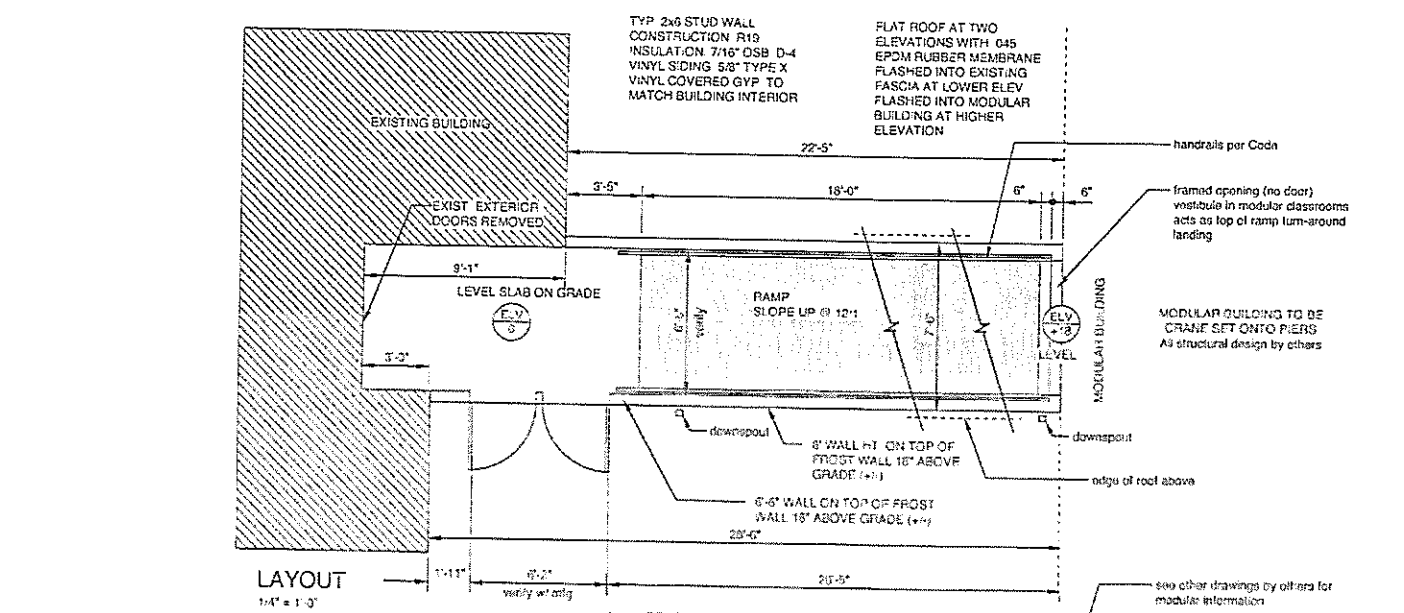 TYP 2x6 STUD WALL
CONSTRUCTION R19
INSULATION 7/16" OSB D-4
VINYL SIDING 5/8" TYPE X
VINYL COVERED GYP TO
MATCH BUILDING INTERIOR
FLAT ROOF AT TWO
ELEVATIONS WITH .045
EPDM RUBBER MEMBRANE
FLASHED INTO EXISTING
FASCIA AT LOWER ELEV
FLASHED INTO MODULAR
BUILDING AT HIGHER
ELEVATION
EXISTING BUILDING
22'-5"
handrails per Code
3'-5"
18'-0"
6"
6"
framed opening (no door)
vestibule in modular classrooms
acts as top of ramp turn-around
landing
EXIST EXTERIOR
DOORS REMOVED
9'-1"
LEVEL SLAB ON GRADE
ELV
0
verify
RAMP
SLOPE UP @ 12:1
7'-0"
ELV
+18
LEVEL
MODULAR BUILDING
MODULAR BUILDING TO BE
CRANE SET ONTO PIERS
All structural design by others
3'-3"
downspout
8' WALL HT. ON TOP OF
FROST WALL 18" ABOVE
GRADE (+/-)
downspout
edge of roof above
6'-6" WALL ON TOP OF FROST
WALL 18" ABOVE GRADE (+/-)
28'-6"
LAYOUT
1/4" = 1'-0"
1'-11"
6'-2"
verify w/ mfg
20'-5"
see other drawings by others for
modular information